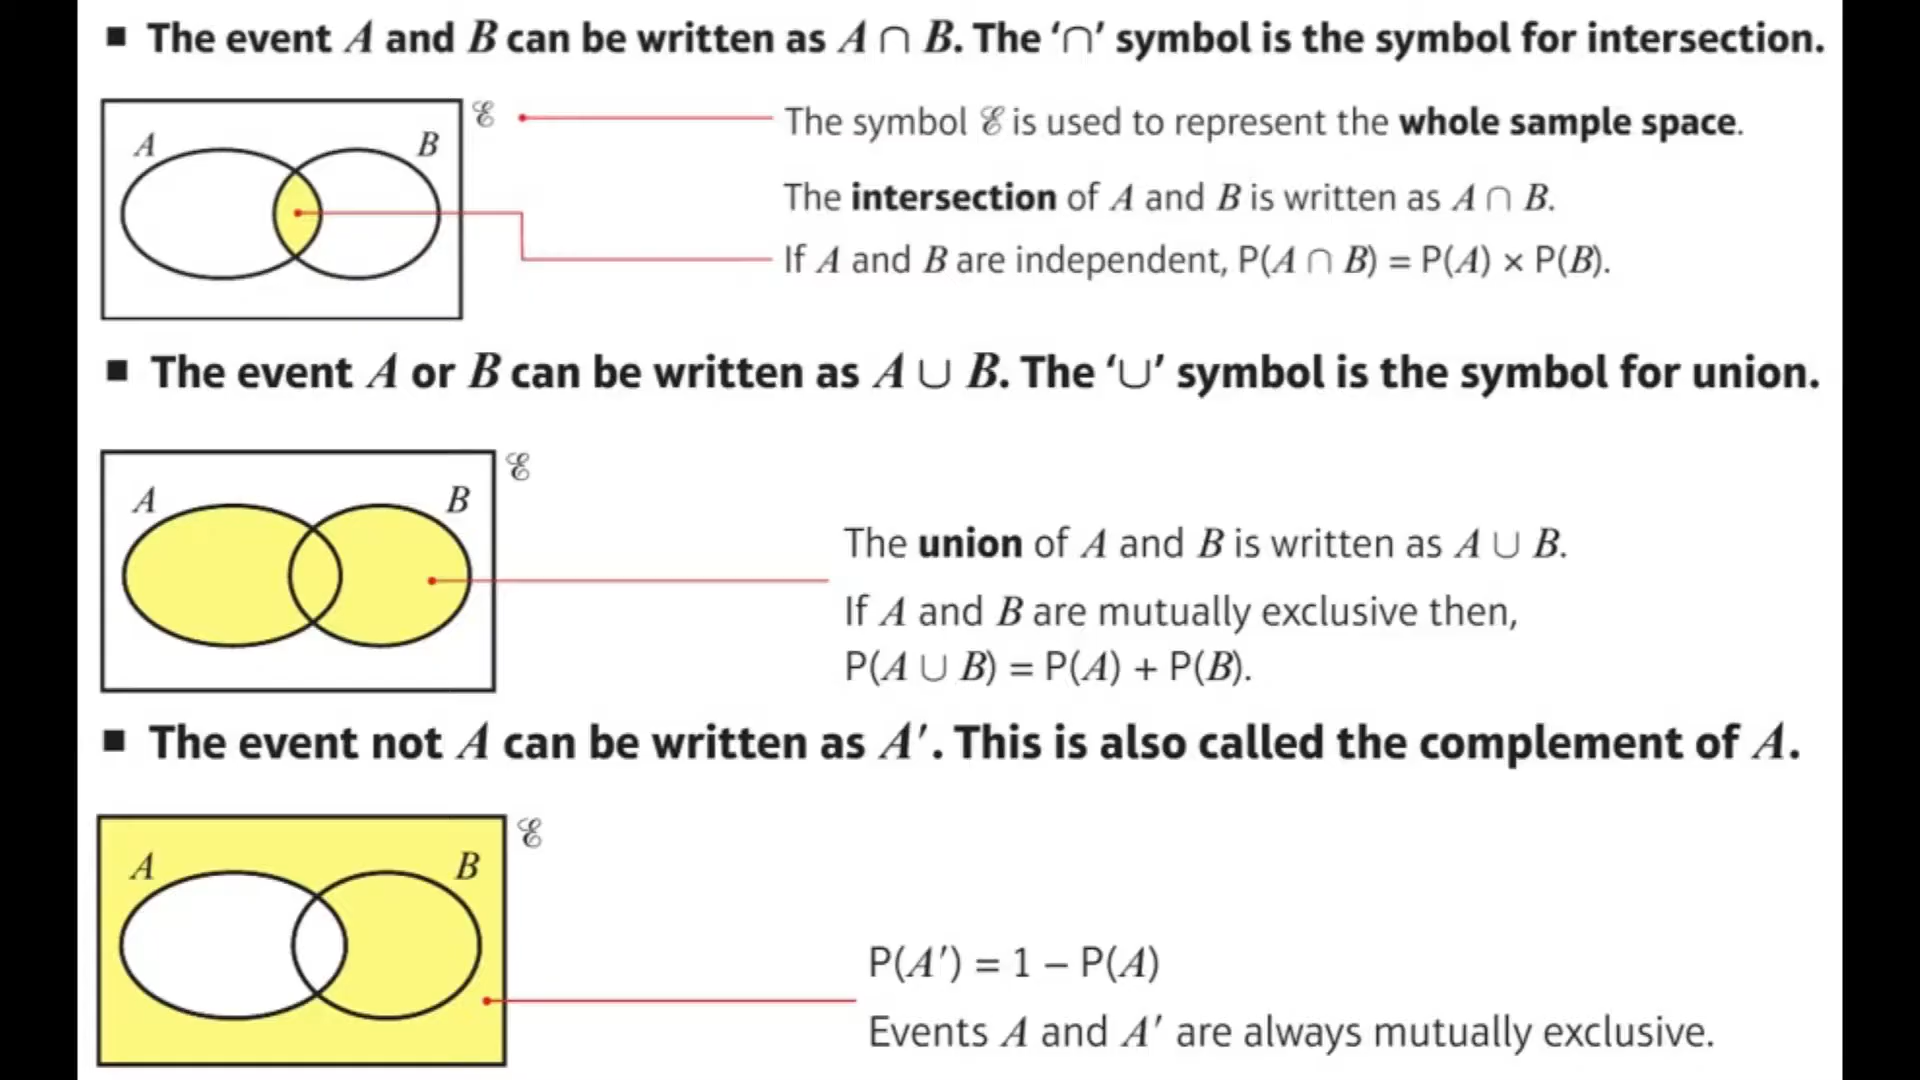 ■ The event A and B can be written as A ∩ B. The ‘∩’ symbol is the symbol for intersection.
A
B
ℰ
The symbol ℰ is used to represent the whole sample space.
The intersection of A and B is written as A ∩ B.
If A and B are independent, P(A ∩ B) = P(A) × P(B).
■ The event A or B can be written as A ∪ B. The ‘∪’ symbol is the symbol for union.
A
B
ℰ
The union of A and B is written as A ∪ B.
If A and B are mutually exclusive then,
P(A ∪ B) = P(A) + P(B).
■ The event not A can be written as A′. This is also called the complement of A.
A
B
ℰ
P(A′) = 1 – P(A)
Events A and A′ are always mutually exclusive.